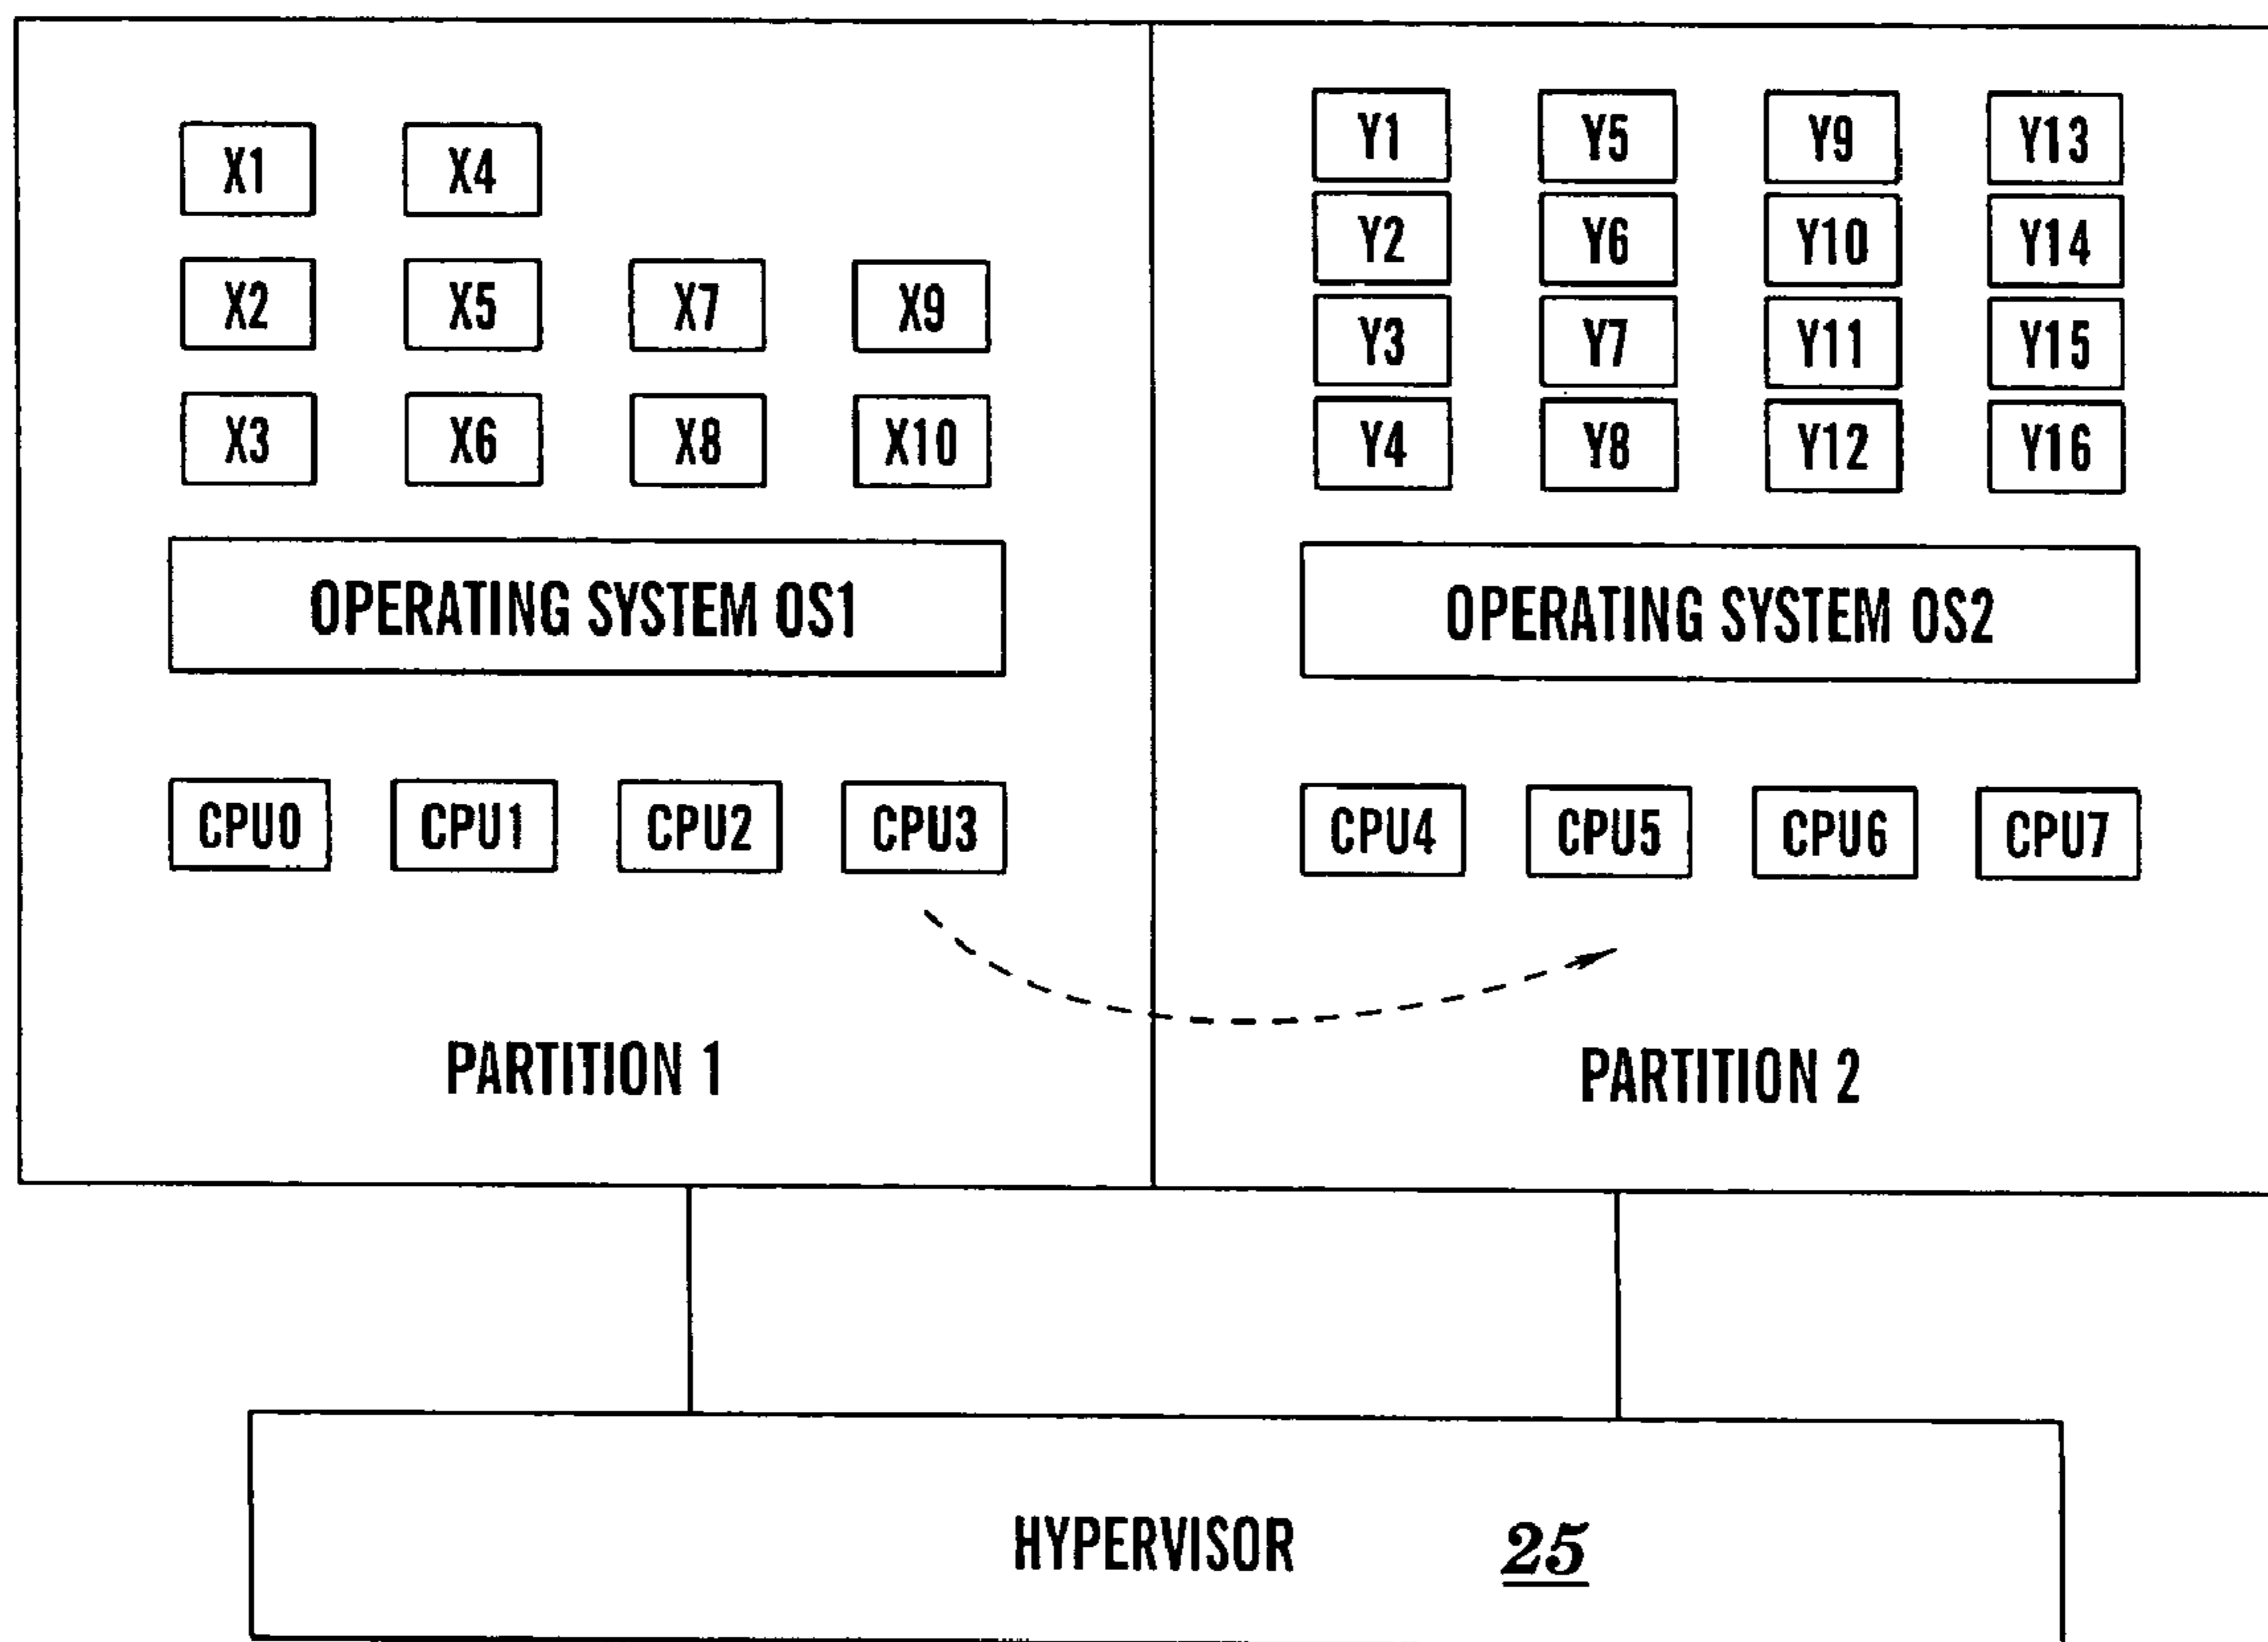 X1 X4
X2 X5 X7 X9
X3 X6 X8 X10
OPERATING SYSTEM OS1
CPU0 CPU1 CPU2 CPU3
PARTITION 1
Y1 Y5 Y9 Y13
Y2 Y6 Y10 Y14
Y3 Y7 Y11 Y15
Y4 Y8 Y12 Y16
OPERATING SYSTEM OS2
CPU4 CPU5 CPU6 CPU7
PARTITION 2
HYPERVISOR 25